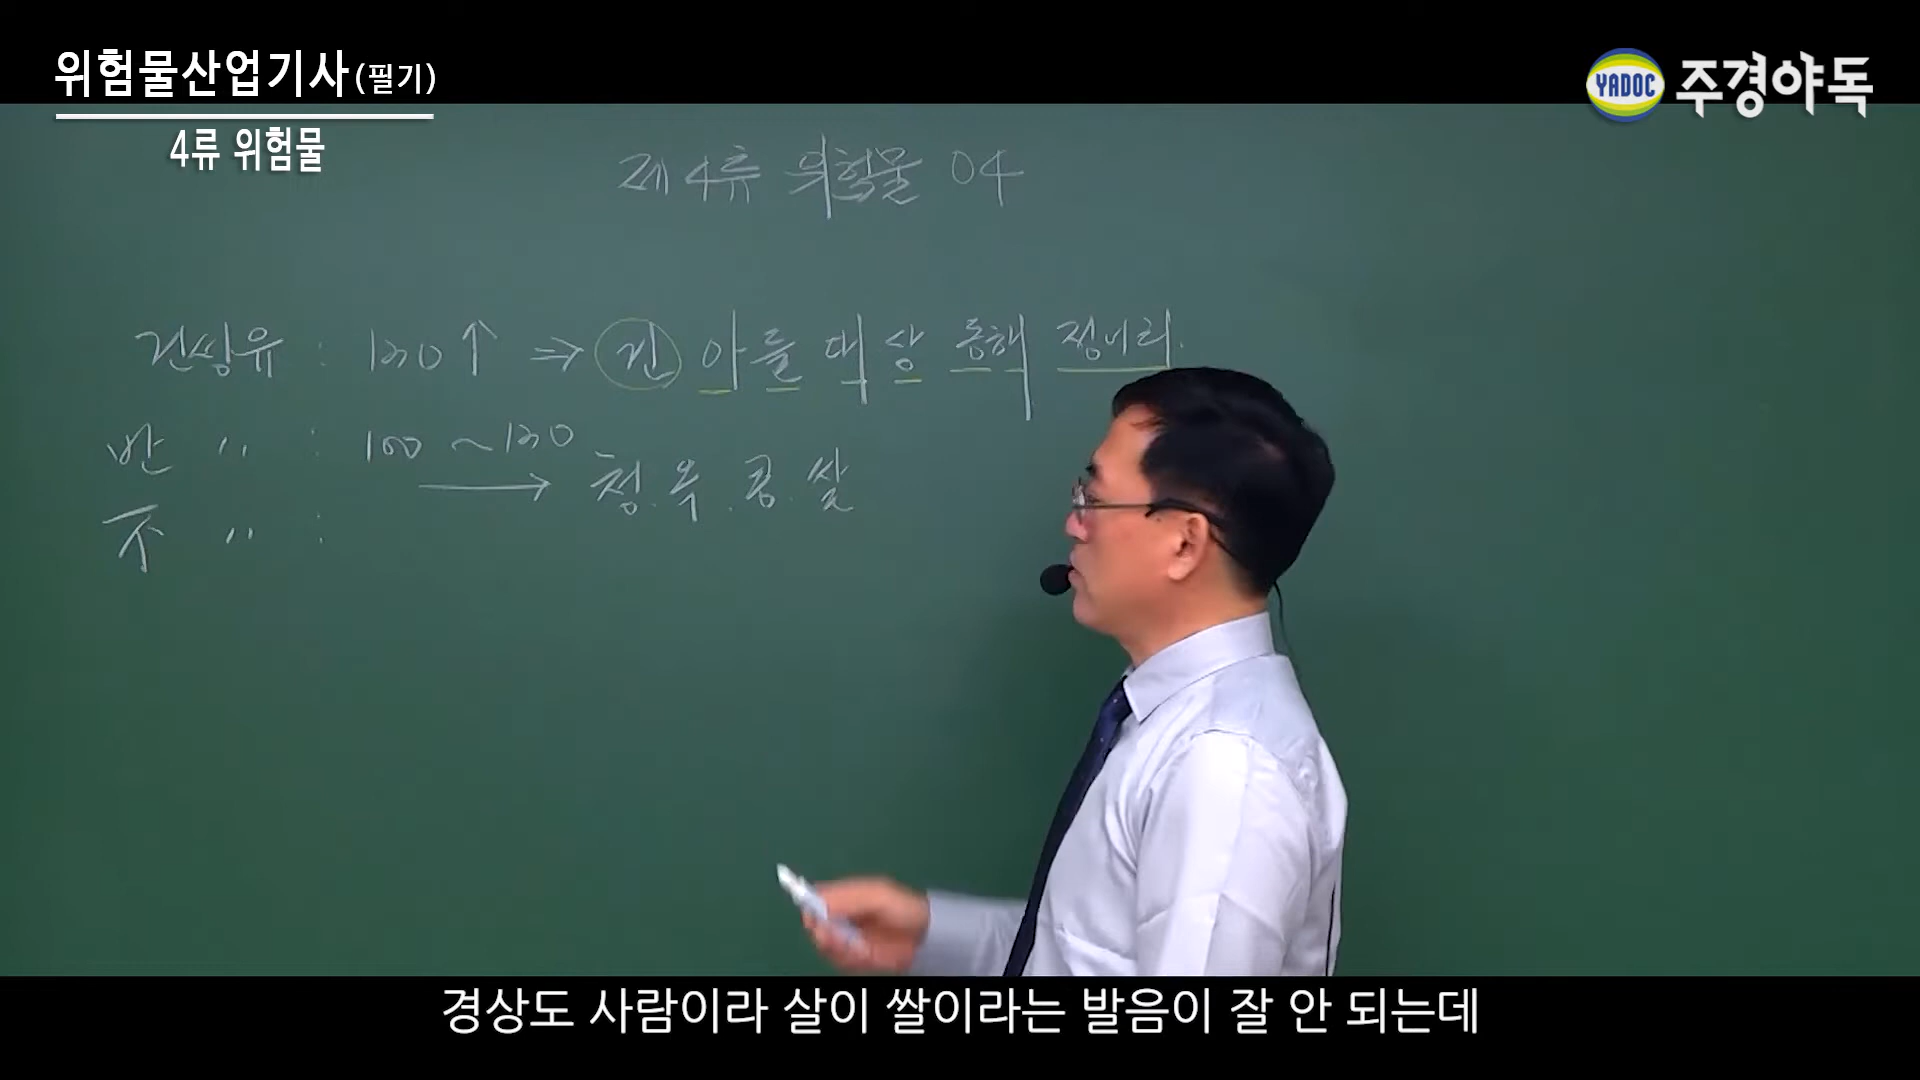 위험물산업기사(필기)
4류 위험물
YADOC 주경야독
제4류 위험물 04
건성유 : 130↑ ⇒ 건 아들 대 상 동해 정어리.
반 〃 : 100 ~130
→ 청.옥.콩.쌀
不 〃 :
경상도 사람이라 살이 쌀이라는 발음이 잘 안 되는데